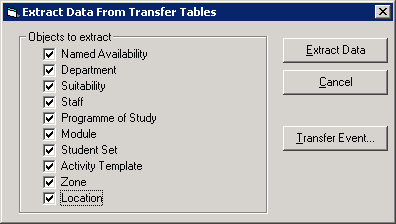 Extract Data From Transfer Tables
Objects to extract
Named Availability
Department
Suitability
Staff
Programme of Study
Module
Student Set
Activity Template
Zone
Location
Extract Data
Cancel
Transfer Event...